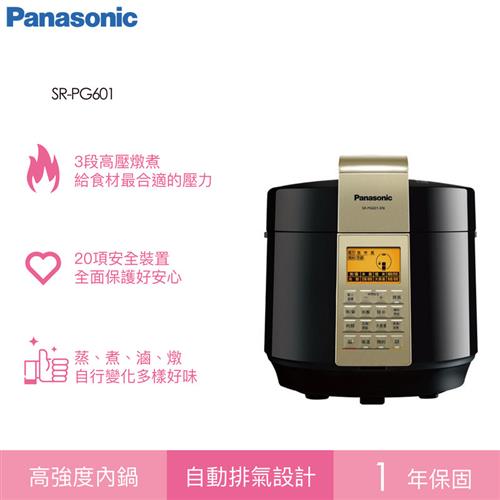 Panasonic
SR-PG601
3段高壓燉煮
給食材最合適的壓力
Panasonic
20項安全裝置
全面保護好安心
蒸、煮、滷、燉
自行變化多樣好味
高強度內鍋
自動排氣設計
1年保固